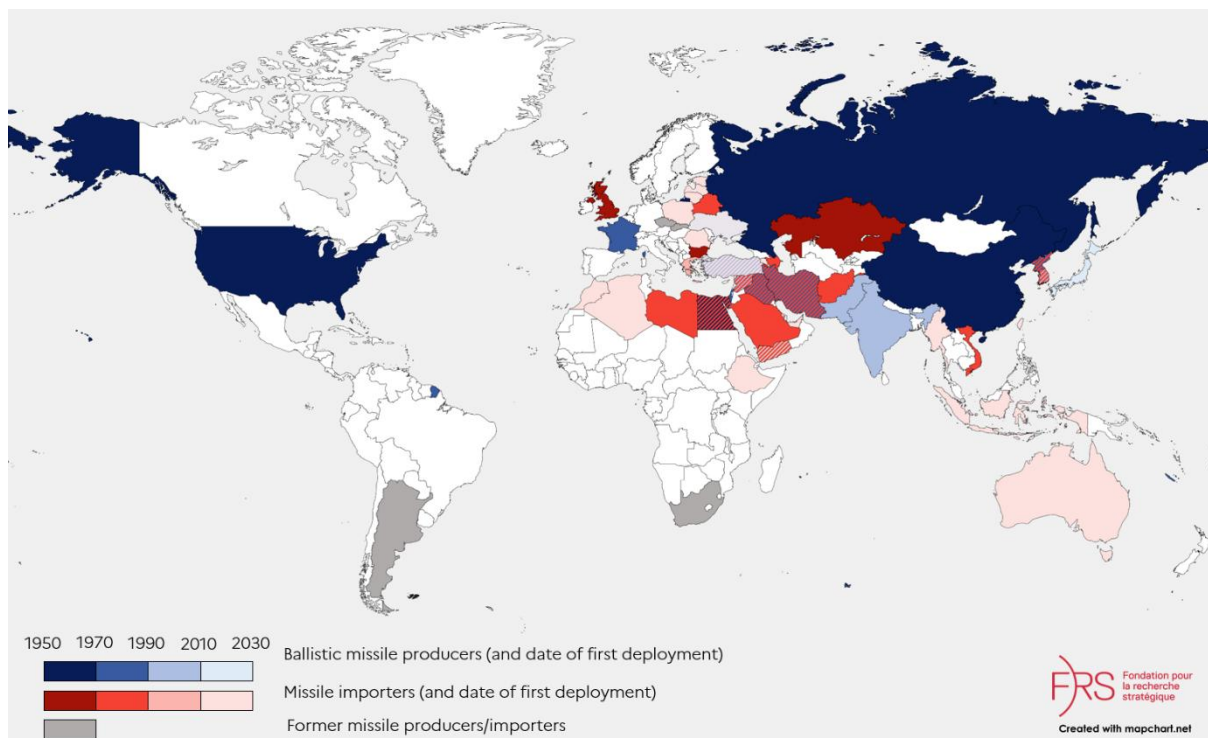 1950 1970 1990 2010 2030
Ballistic missile producers (and date of first deployment)
Missile importers (and date of first deployment)
Former missile producers/importers
FRS
Fondation pour
la recherche
stratégique
Created with mapchart.net